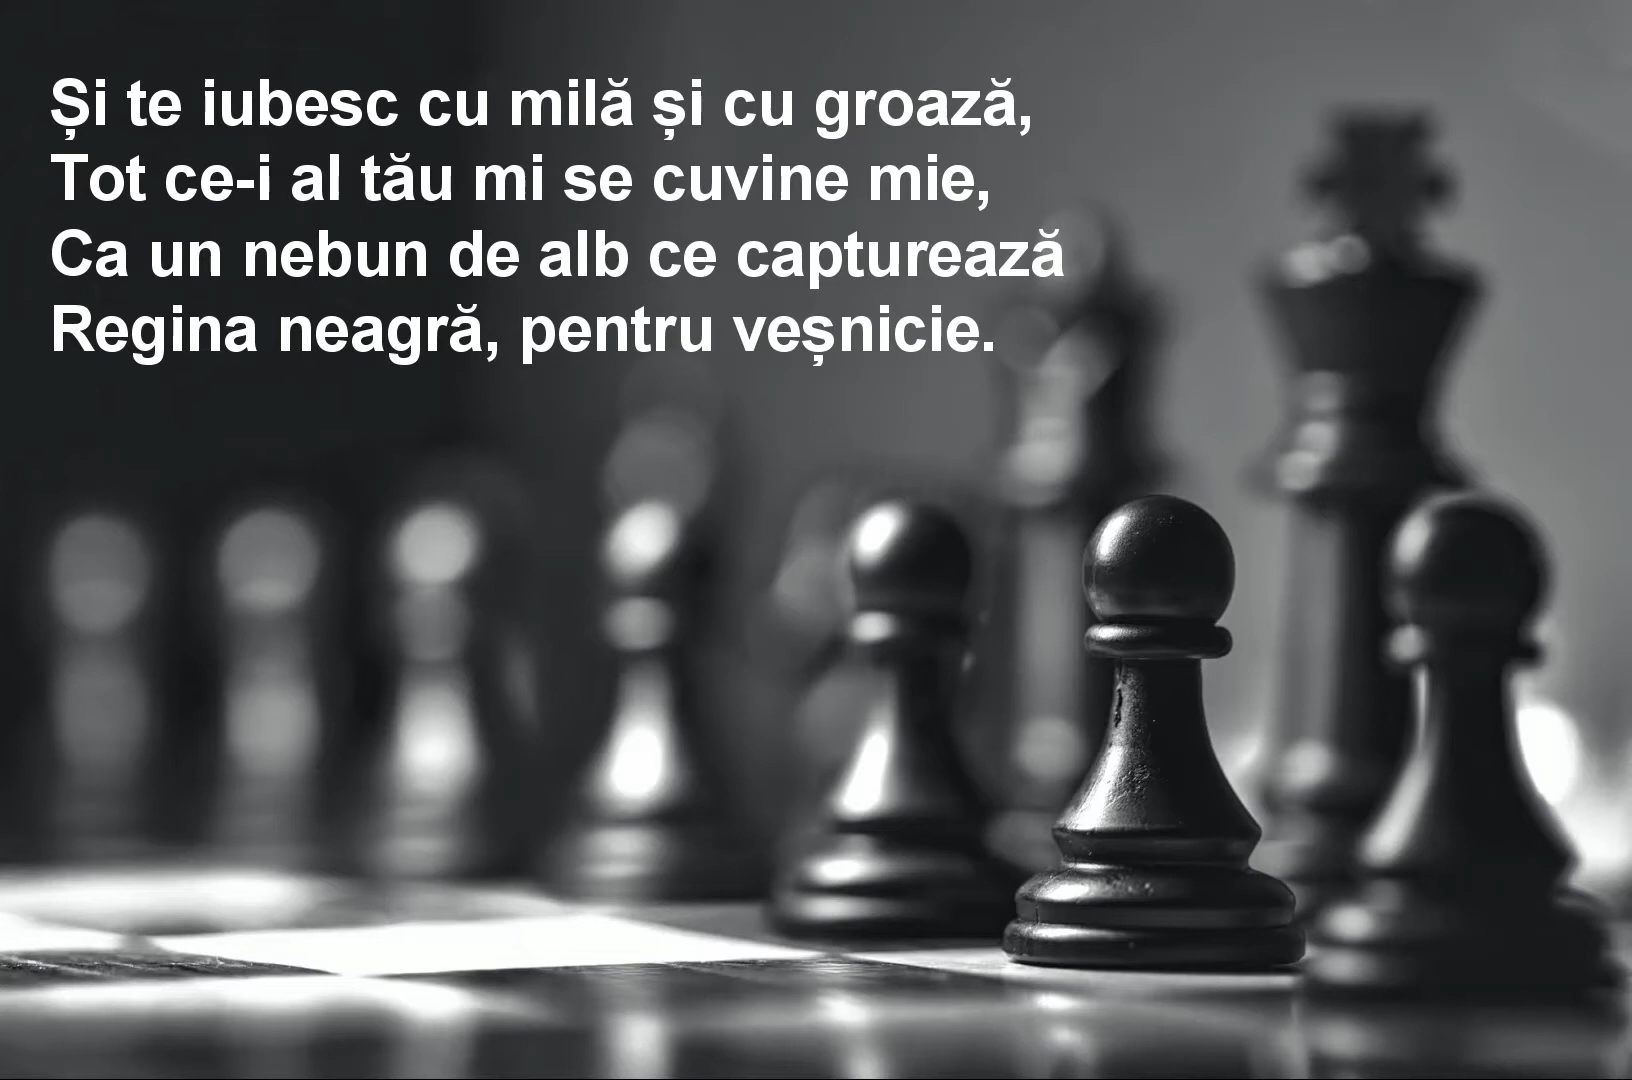 Și te iubesc cu milă și cu groază,
Tot ce-i al tău mi se cuvine mie,
Ca un nebun de alb ce capturează
Regina neagră, pentru veșnicie.